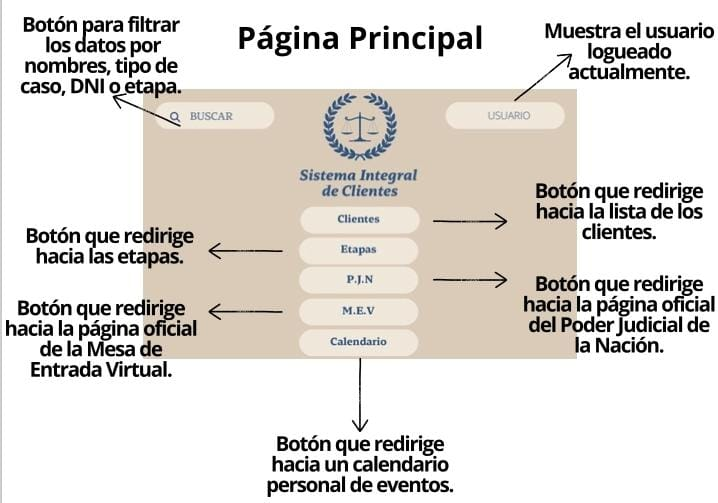 Página Principal
Botón para filtrar
los datos por
nombres, tipo de
caso, DNI o etapa.
Muestra el usuario
logueado
actualmente.
BUSCAR
USUARIO
Sistema Integral
de Clientes
Clientes
Etapas
P.J.N
M.E.V
Calendario
Botón que redirige
hacia la lista de los
clientes.
Botón que redirige
hacia las etapas.
Botón que redirige
hacia la página oficial
del Poder Judicial de
la Nación.
Botón que redirige
hacia la página oficial
de la Mesa de
Entrada Virtual.
Botón que redirige
hacia un calendario
personal de eventos.